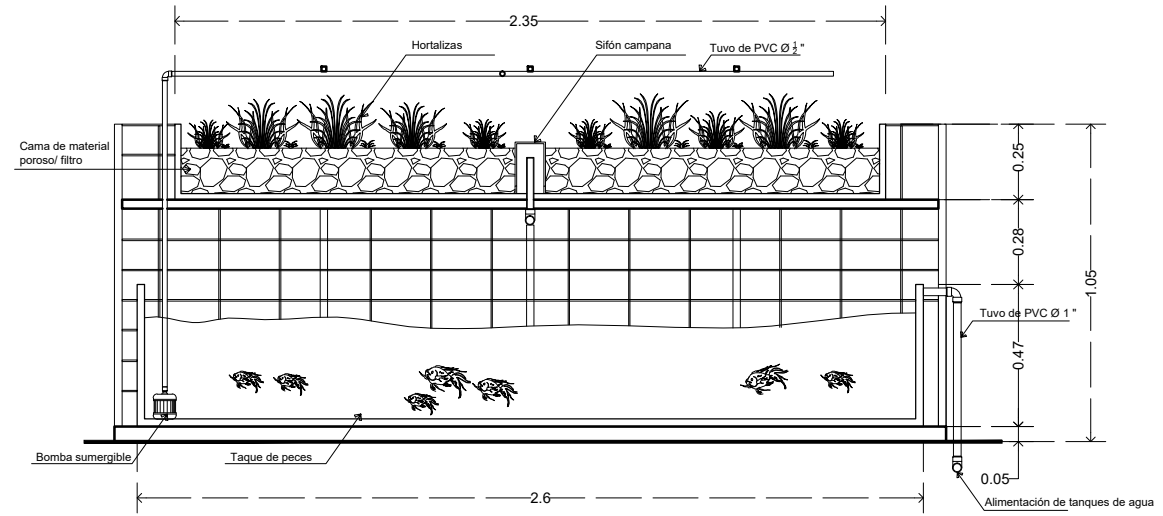 2.35
Hortalizas
Sifón campana
Tuvo de PVC Ø ½ "
Cama de material
poroso/ filtro
0.25
0.28
1.05
Tuvo de PVC Ø 1 "
0.47
Bomba sumergible
Taque de peces
0.05
2.6
Alimentación de tanques de agua